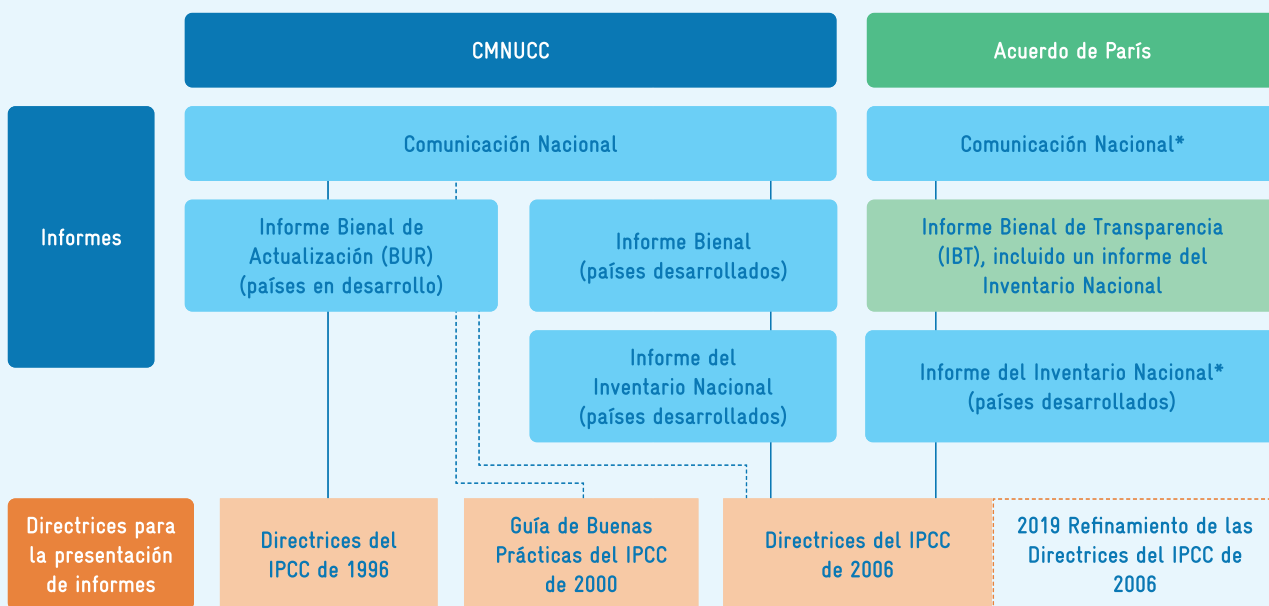 CMNUCC
Acuerdo de París
Informes
Comunicación Nacional
Comunicación Nacional*
Informe Bienal de
Actualización (BUR)
(países en desarrollo)
Informe Bienal
(países desarrollados)
Informe Bienal de Transparencia
(IBT), incluido un informe del
Inventario Nacional
Informe del
Inventario Nacional
(países desarrollados)
Informe del Inventario Nacional*
(países desarrollados)
Directrices para
la presentación
de informes
Directrices del
IPCC de 1996
Guía de Buenas
Prácticas del IPCC
de 2000
Directrices del IPCC
de 2006
2019 Refinamiento de las
Directrices del IPCC de
2006